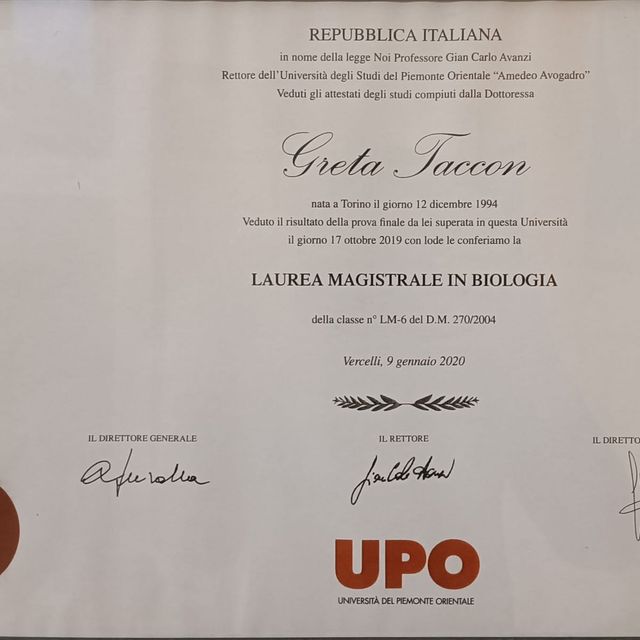 REPUBBLICA ITALIANA
in nome della legge Noi Professore Gian Carlo Avanzi
Rettore dell'Università degli Studi del Piemonte Orientale "Amedeo Avogadro"
Veduti gli attestati degli studi compiuti dalla Dottoressa
Greta Taccon
nata a Torino il giorno 12 dicembre 1994
Veduto il risultato della prova finale da lei superata in questa Università
il giorno 17 ottobre 2019 con lode le conferiamo la
LAUREA MAGISTRALE IN BIOLOGIA
della classe n° LM-6 del D.M. 270/2004
Vercelli, 9 gennaio 2020
IL DIRETTORE GENERALE
IL RETTORE
IL DIRETTO
UPO
UNIVERSITÀ DEL PIEMONTE ORIENTALE